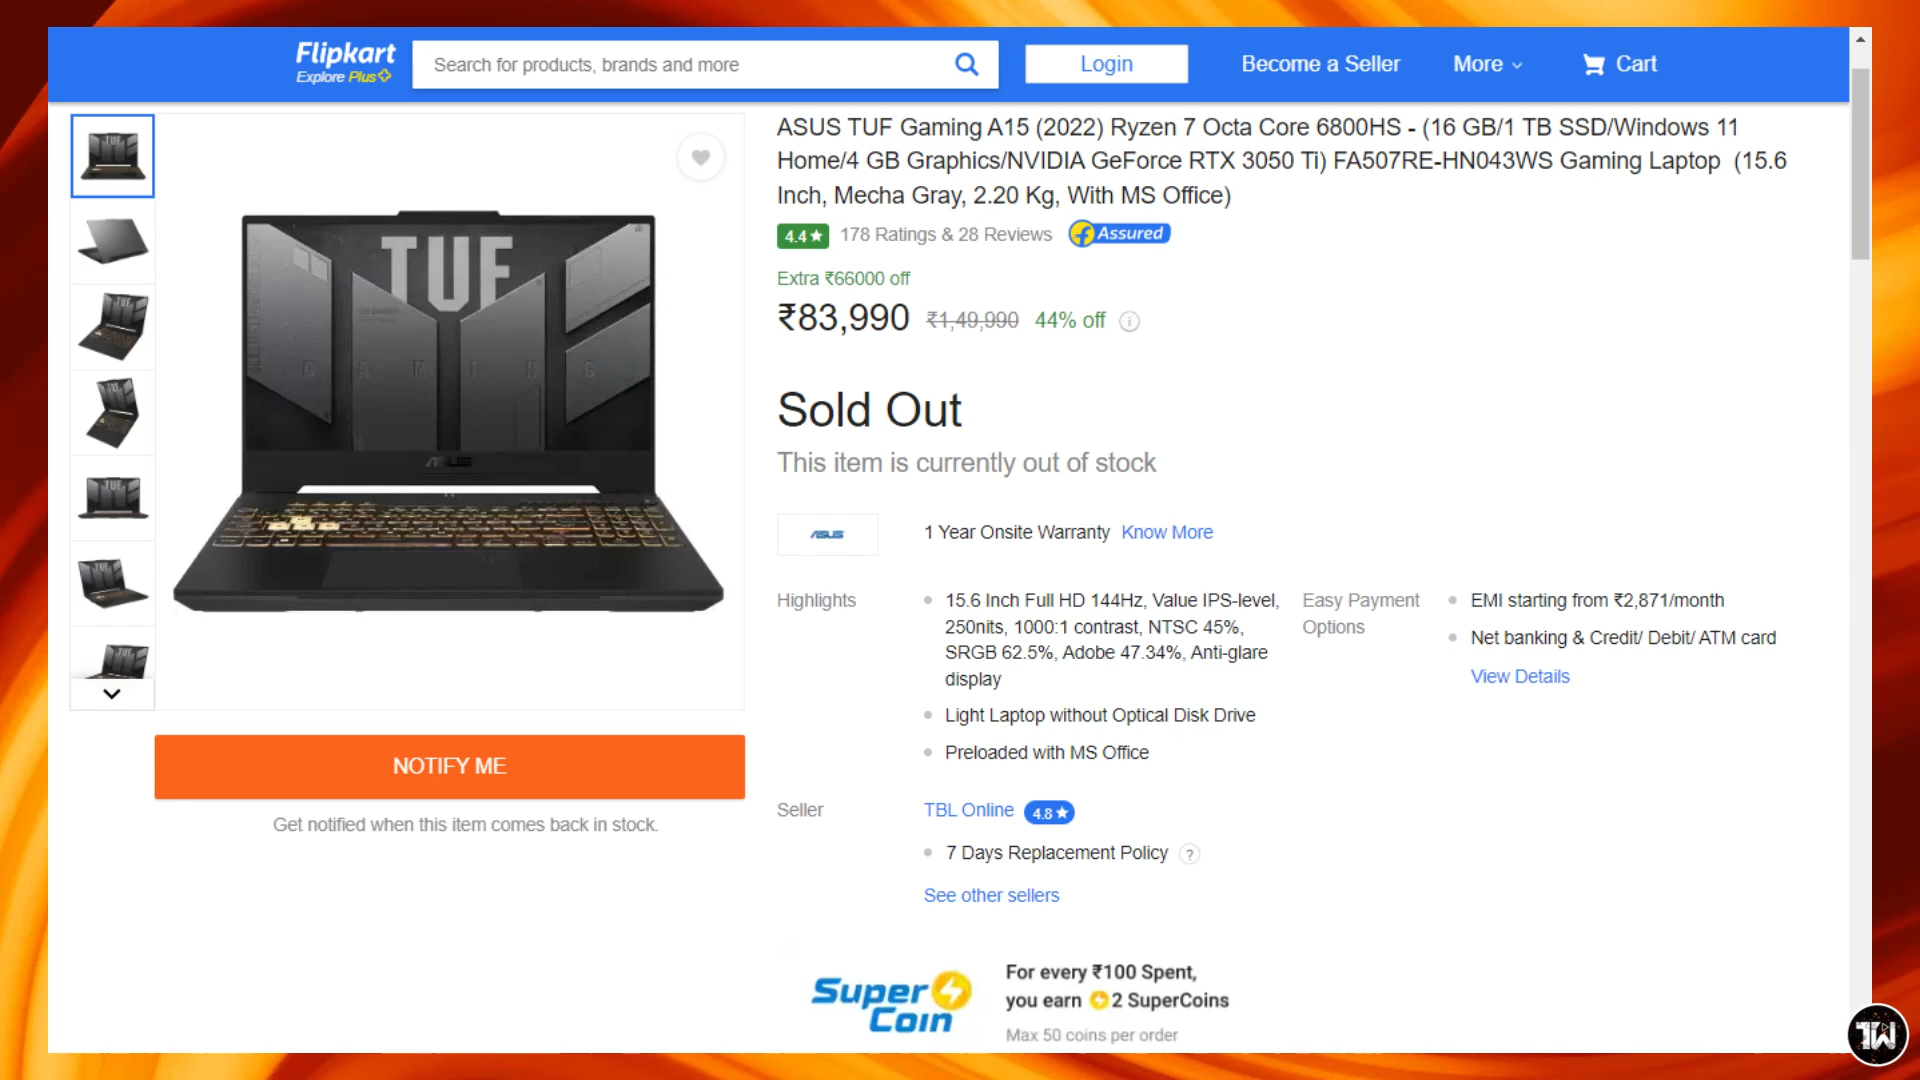 Flipkart
Explore Plus
Search for products, brands and more
Login
Become a Seller
More
Cart
ASUS TUF Gaming A15 (2022) Ryzen 7 Octa Core 6800HS - (16 GB/1 TB SSD/Windows 11
Home/4 GB Graphics/NVIDIA GeForce RTX 3050 Ti) FA507RE-HN043WS Gaming Laptop (15.6
Inch, Mecha Gray, 2.20 Kg, With MS Office)
4.4★ 178 Ratings & 28 Reviews Assured
Extra ₹66000 off
₹83,990 ₹1,49,990 44% off
Sold Out
This item is currently out of stock
ASUS
1 Year Onsite Warranty Know More
Highlights
15.6 Inch Full HD 144Hz, Value IPS-level,
250nits, 1000:1 contrast, NTSC 45%,
SRGB 62.5%, Adobe 47.34%, Anti-glare
display
Light Laptop without Optical Disk Drive
Preloaded with MS Office
Easy Payment
Options
EMI starting from ₹2,871/month
Net banking & Credit/ Debit/ ATM card
View Details
Seller
TBL Online 4.8★
7 Days Replacement Policy ?
See other sellers
Super
Coin
For every ₹100 Spent,
you earn 2 SuperCoins
Max 50 coins per order
TUF
GAMING
ASUS
NOTIFY ME
Get notified when this item comes back in stock.
TW